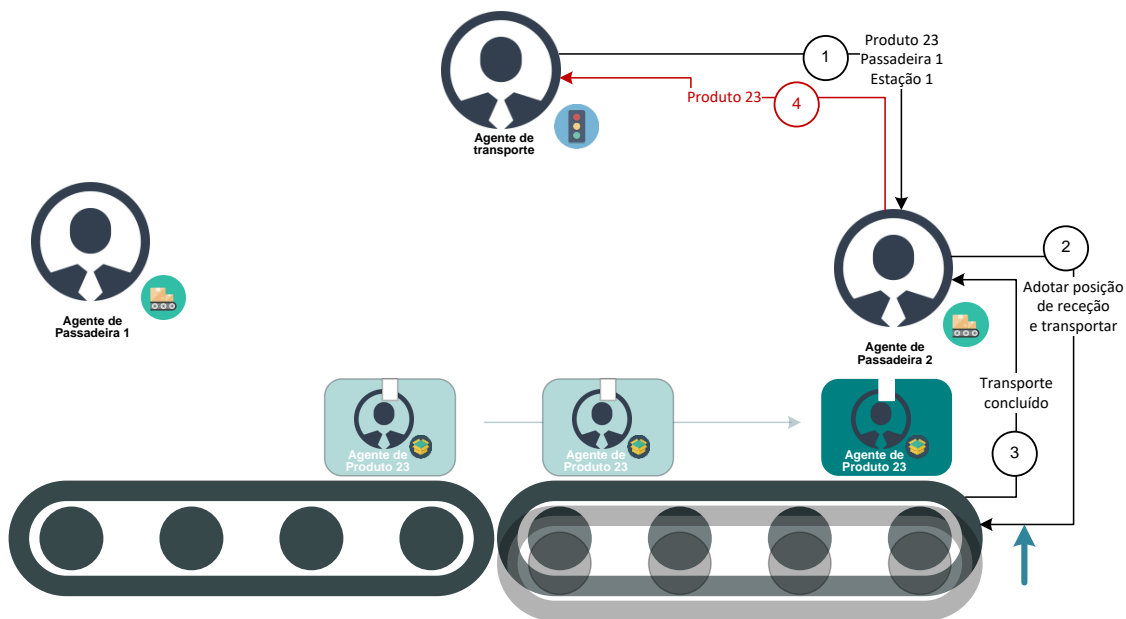 1
Produto 23
Passadeira 1
Estação 1
Produto 23
4
Agente de
transporte
2
Adotar posição
de receção
e transportar
Agente de
Passadeira 1
Agente de
Passadeira 2
Transporte
concluído
3
Agente de
Produto 23
Agente de
Produto 23
Agente de
Produto 23